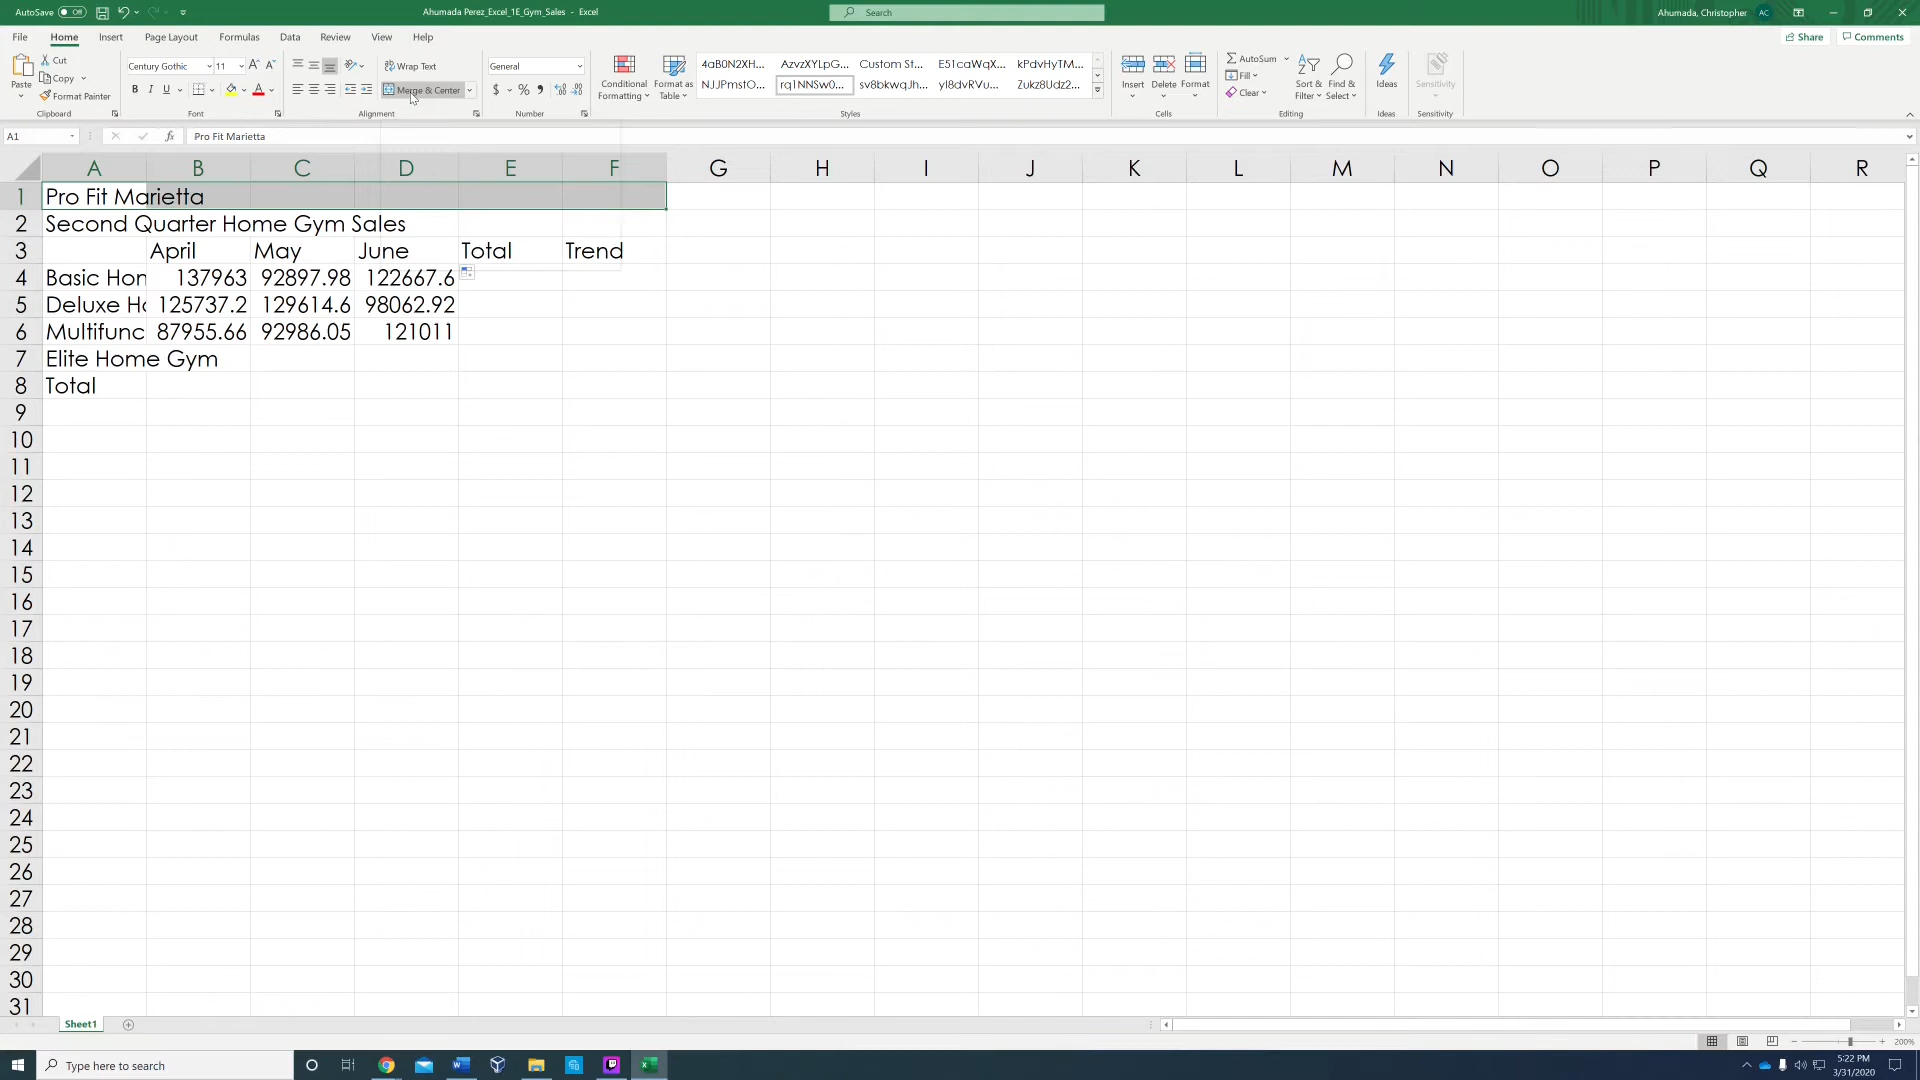 AutoSave Off
Ahumada Perez_Excel_1E_Gym_Sales - Excel
Search
Ahumada, Christopher AC
File Home Insert Page Layout Formulas Data Review View Help
Share Comments
Paste
Cut
Copy
Format Painter
Clipboard
Century Gothic 11
B I U
Font
Wrap Text
Merge & Center
Alignment
General
$ % ,
Number
Conditional Formatting
Format as Table
4aB0N2XH... AzvzXYLpG... Custom St... E51caWqX... kPdvHyTM...
NJJPmstO... rq1NNSw0... sv8bkwqJh... yl8dvRVu... Zukz8Udz2...
Styles
Insert Delete Format
Cells
AutoSum
Fill
Clear
Sort & Filter
Find & Select
Editing
Ideas
Ideas
Sensitivity
Sensitivity
A1 fx Pro Fit Marietta
A B C D E F G H I J K L M N O P Q R
1 Pro Fit Marietta
2 Second Quarter Home Gym Sales
3 April May June Total Trend
4 Basic Hon 137963 92897.98 122667.6
5 Deluxe Ho 125737.2 129614.6 98062.92
6 Multifunc 87955.66 92986.05 121011
7 Elite Home Gym
8 Total
9
10
11
12
13
14
15
16
17
18
19
20
21
22
23
24
25
26
27
28
29
30
31
Sheet1
200%
Type here to search
5:22 PM
3/31/2020